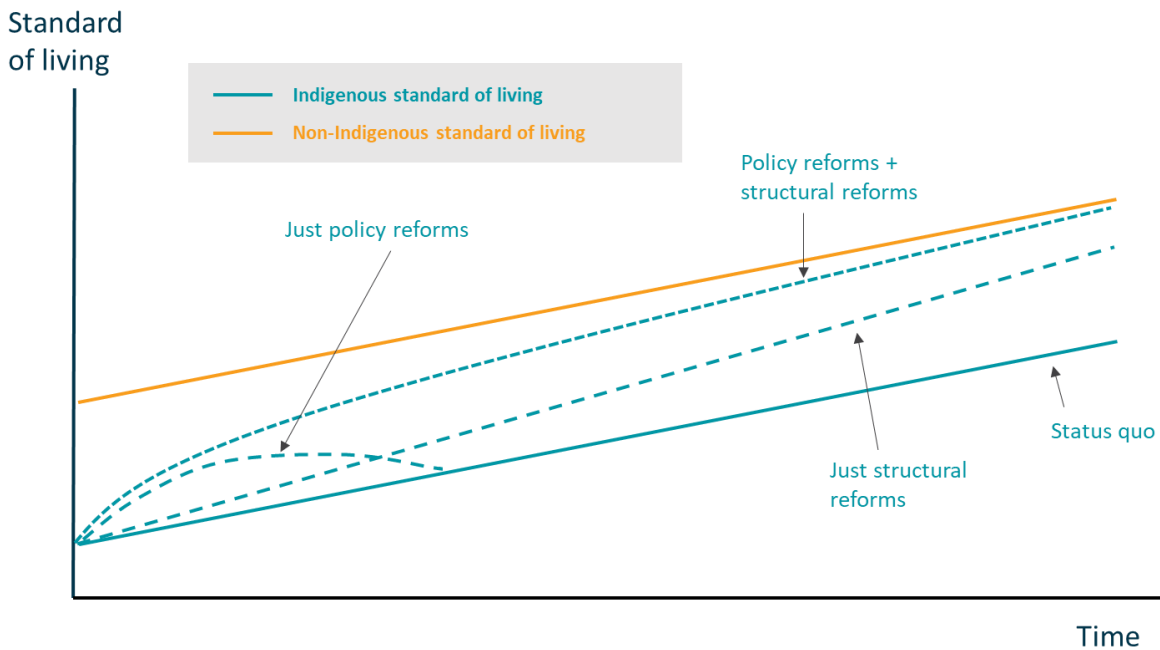 Standard
of living
Indigenous standard of living
Non-Indigenous standard of living
Policy reforms +
structural reforms
Just policy reforms
Status quo
Just structural
reforms
Time